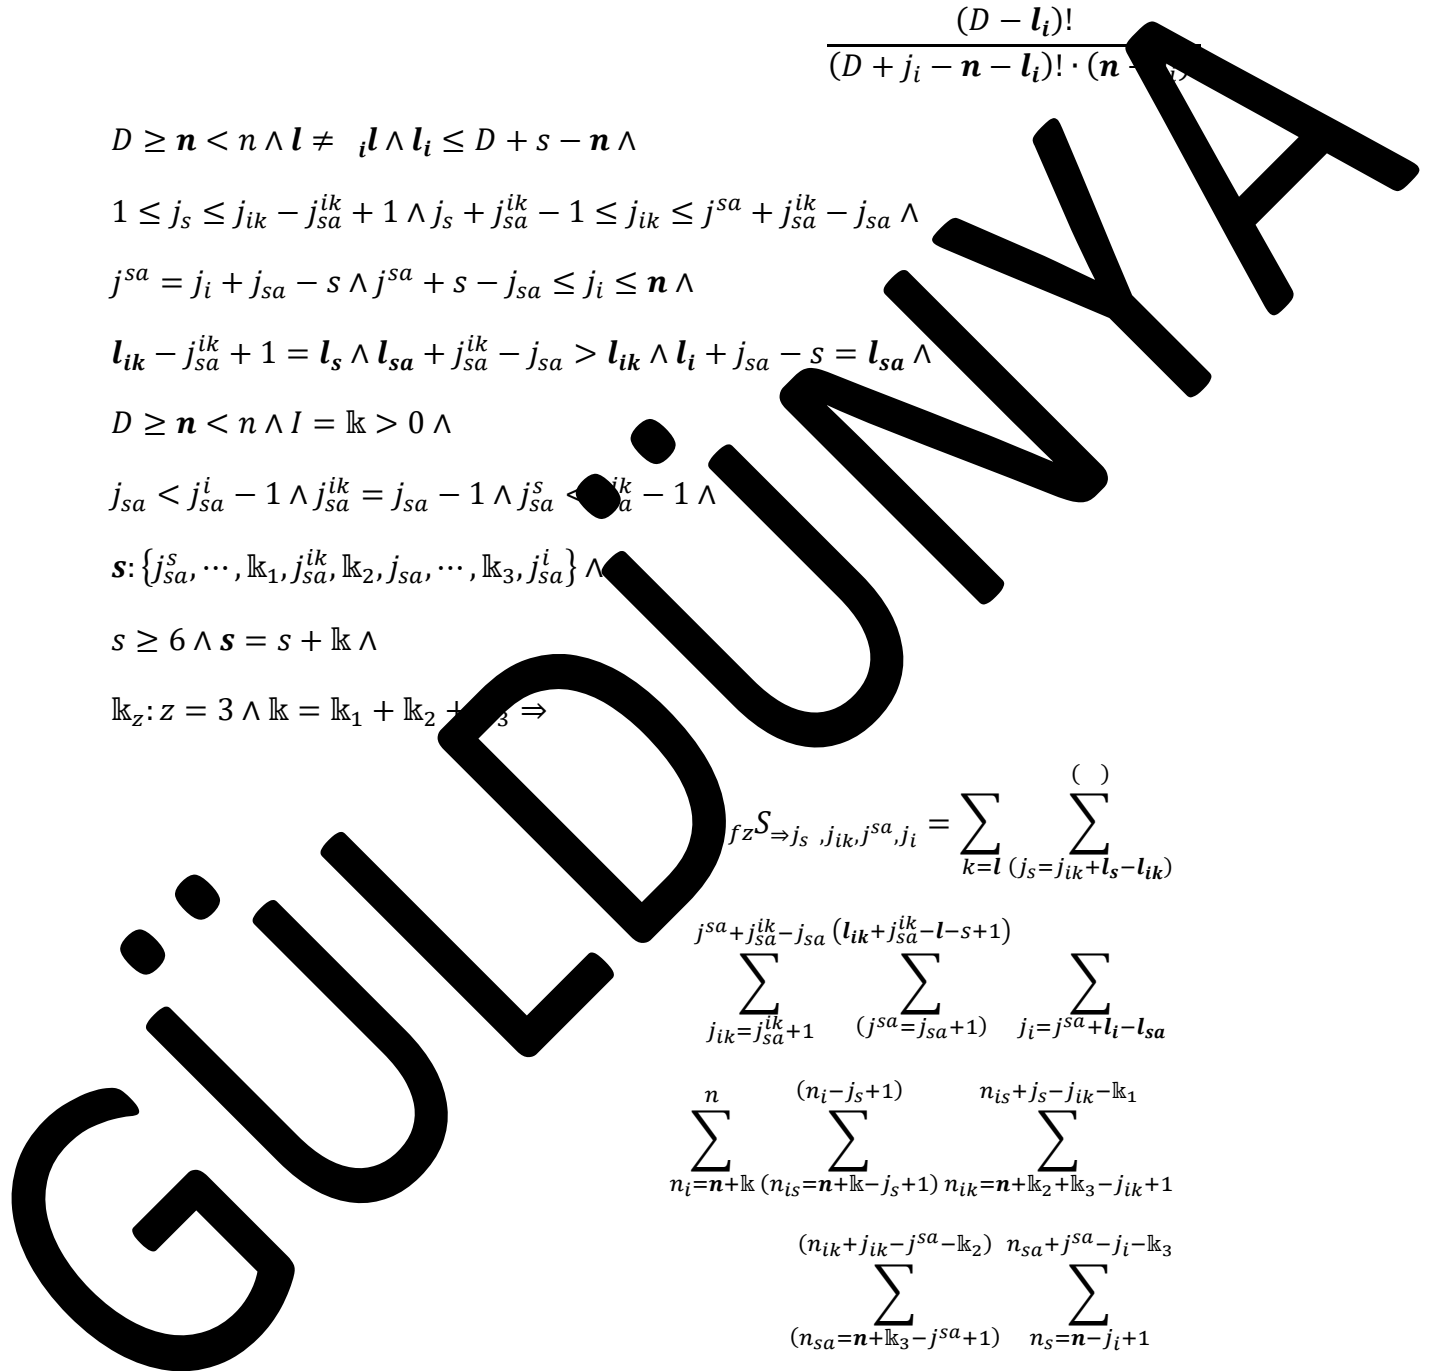 (D − l_i)!
(D + j_i − n − l_i)! · (n
D ≥ n < n ∧ l ≠ _il ∧ l_i ≤ D + s − n ∧
1 ≤ j_s ≤ j_ik − j_sa^ik + 1 ∧ j_s + j_sa^ik − 1 ≤ j_ik ≤ j^sa + j_sa^ik − j_sa ∧
j^sa = j_i + j_sa − s ∧ j^sa + s − j_sa ≤ j_i ≤ n ∧
l_ik − j_sa^ik + 1 = l_s ∧ l_sa + j_sa^ik − j_sa > l_ik ∧ l_i + j_sa − s = l_sa ∧
D ≥ n < n ∧ I = 𝕜 > 0 ∧
j_sa < j_sa^i − 1 ∧ j_sa^ik = j_sa − 1 ∧ j_sa^s < − 1 ∧
s: {j_sa^s, ⋯, 𝕜_1, j_sa^ik, 𝕜_2, j_sa, ⋯, 𝕜_3, j_sa^i} ∧
s ≥ 6 ∧ s = s + 𝕜 ∧
𝕜_z: z = 3 ∧ 𝕜 = 𝕜_1 + 𝕜_2 + ⇒
( )
fzS⇒j_s ,j_ik,j^sa,j_i = ∑ ∑
k=l (j_s=j_ik+l_s−l_ik)
j^sa+j_sa^ik−j_sa (l_ik+j_sa^ik−l−s+1)
∑ ∑ ∑
j_ik=j_sa^ik+1 (j^sa=j_sa+1) j_i=j^sa+l_i−l_sa
n (n_i−j_s+1) n_is+j_s−j_ik−𝕜_1
∑ ∑ ∑
n_i=n+𝕜 (n_is=n+𝕜−j_s+1) n_ik=n+𝕜_2+𝕜_3−j_ik+1
(n_ik+j_ik−j^sa−𝕜_2) n_sa+j^sa−j_i−𝕜_3
∑ ∑
(n_sa=n+𝕜_3−j^sa+1) n_s=n−j_i+1
GÜLDÜNYA